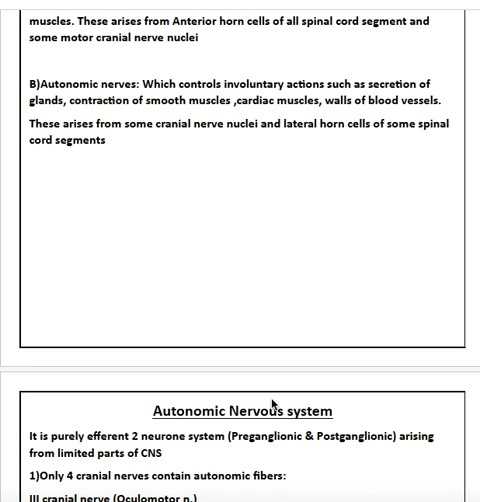 muscles. These arises from Anterior horn cells of all spinal cord segment and
some motor cranial nerve nuclei
B)Autonomic nerves: Which controls involuntary actions such as secretion of
glands, contraction of smooth muscles ,cardiac muscles, walls of blood vessels.
These arises from some cranial nerve nuclei and lateral horn cells of some spinal
cord segments
Autonomic Nervous system
It is purely efferent 2 neurone system (Preganglionic & Postganglionic) arising
from limited parts of CNS
1)Only 4 cranial nerves contain autonomic fibers:
III cranial nerve (Oculomotor n.)